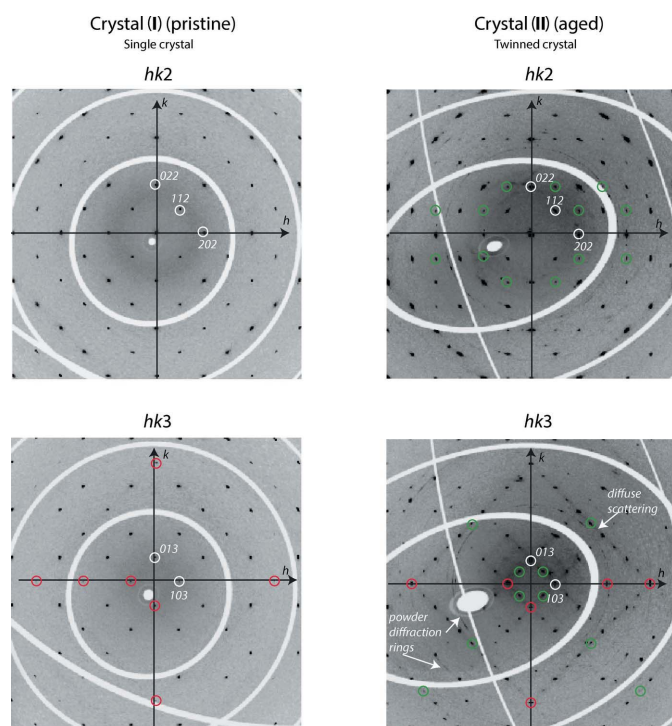 Crystal (I) (pristine)
Single crystal
hk2
k
022
112
h
202
Crystal (II) (aged)
Twinned crystal
hk2
k
022
112
h
202
hk3
k
013
h
103
hk3
k
diffuse
scattering
013
h
103
powder
diffraction
rings